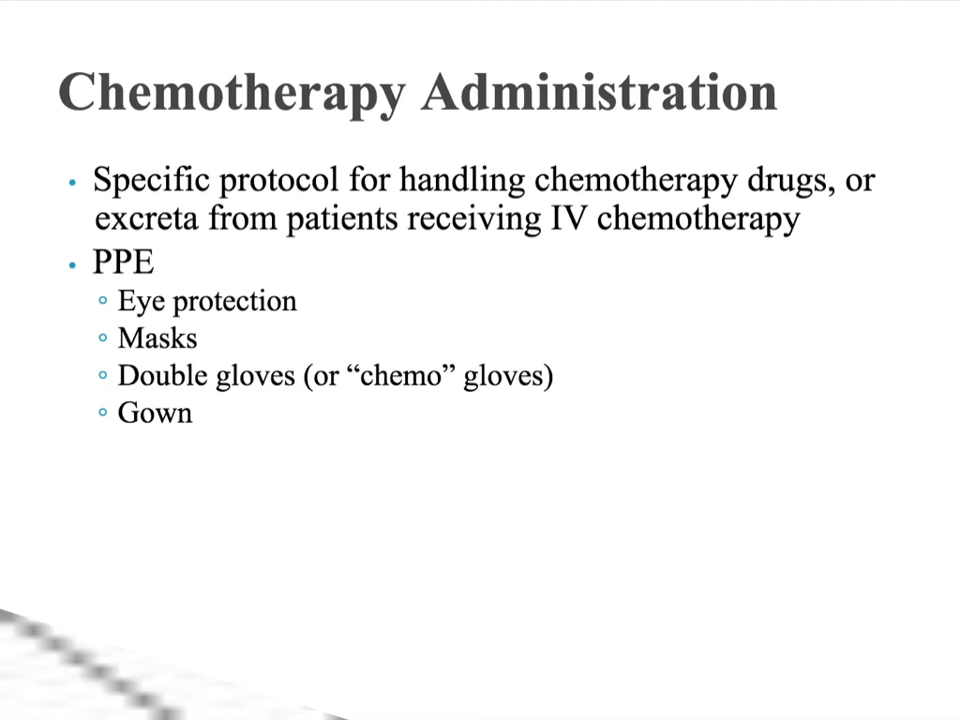 Chemotherapy Administration
• Specific protocol for handling chemotherapy drugs, or
excreta from patients receiving IV chemotherapy
• PPE
◦ Eye protection
◦ Masks
◦ Double gloves (or “chemo” gloves)
◦ Gown